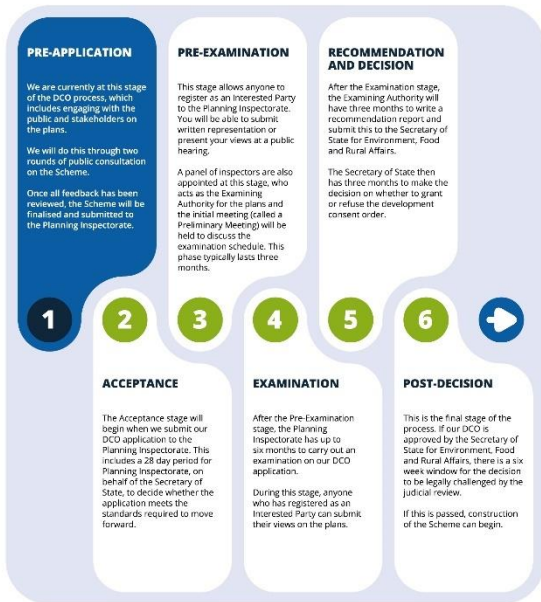 PRE-APPLICATION
We are currently at this stage
of the DCO process, which
includes engaging with the
public and stakeholders on
the plans.
We will do this through two
rounds of public consultation
on the Scheme.
Once all feedback has been
reviewed, the Scheme will be
finalised and submitted to
the Planning Inspectorate.
1
ACCEPTANCE
The Acceptance stage will
begin when we submit our
DCO application to the
Planning Inspectorate. This
includes a 28 day period for
Planning Inspectorate, on
behalf of the Secretary of
State, to decide whether the
application meets the
standards required to move
forward.
2
PRE-EXAMINATION
This stage allows anyone to
register as an Interested Party
to the Planning Inspectorate.
You will be able to submit
written representation or
present your views at a public
hearing.
A panel of inspectors are also
appointed at this stage, who
acts as the Examining
Authority for the plans and
the initial meeting (called a
Preliminary Meeting) will be
held to discuss the
examination schedule. This
phase typically lasts three
months.
3
EXAMINATION
After the Pre-Examination
stage, the Planning
Inspectorate has up to
six months to carry out an
examination on our DCO
application.
During this stage, anyone
who has registered as an
Interested Party can submit
their views on the plans.
4
RECOMMENDATION
AND DECISION
After the Examination stage,
the Examining Authority will
have three months to write a
recommendation report and
submit this to the Secretary of
State for Environment, Food
and Rural Affairs.
The Secretary of State then
has three months to make the
decision on whether to grant
or refuse the development
consent order.
5
POST-DECISION
This is the final stage of the
process. If our DCO is
approved by the Secretary of
State for Environment, Food
and Rural Affairs, there is a six
week window for the decision
to be legally challenged by the
judicial review.
If this is passed, construction
of the Scheme can begin.
6